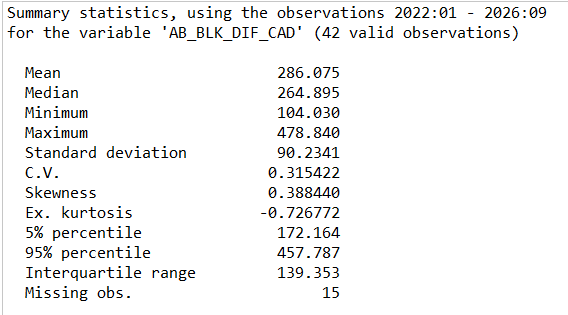 Summary statistics, using the observations 2022:01 - 2026:09
for the variable 'AB_BLK_DIF_CAD' (42 valid observations)
Mean 286.075
Median 264.895
Minimum 104.030
Maximum 478.840
Standard deviation 90.2341
C.V. 0.315422
Skewness 0.388440
Ex. kurtosis -0.726772
5% percentile 172.164
95% percentile 457.787
Interquartile range 139.353
Missing obs. 15